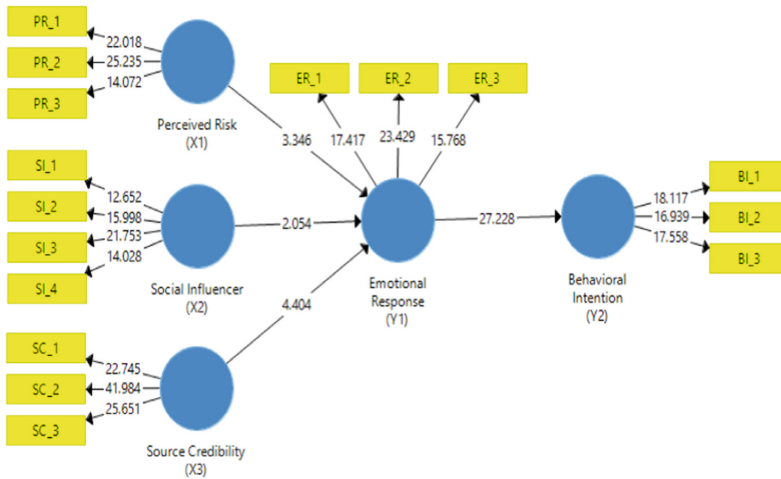 PR_1
22.018
PR_2
25.235
14.072
PR_3
Perceived Risk
(X1)
ER_1
ER_2
ER_3
17.417
23.429
15.768
3.346
SI_1
12.652
SI_2
15.998
21.753
SI_3
14.028
SI_4
Social Influencer
(X2)
2.054
Emotional
Response
(Y1)
27.228
Behavioral
Intention
(Y2)
BI_1
18.117
16.939
BI_2
17.558
BI_3
4.404
SC_1
22.745
SC_2
41.984
25.651
SC_3
Source Credibility
(X3)